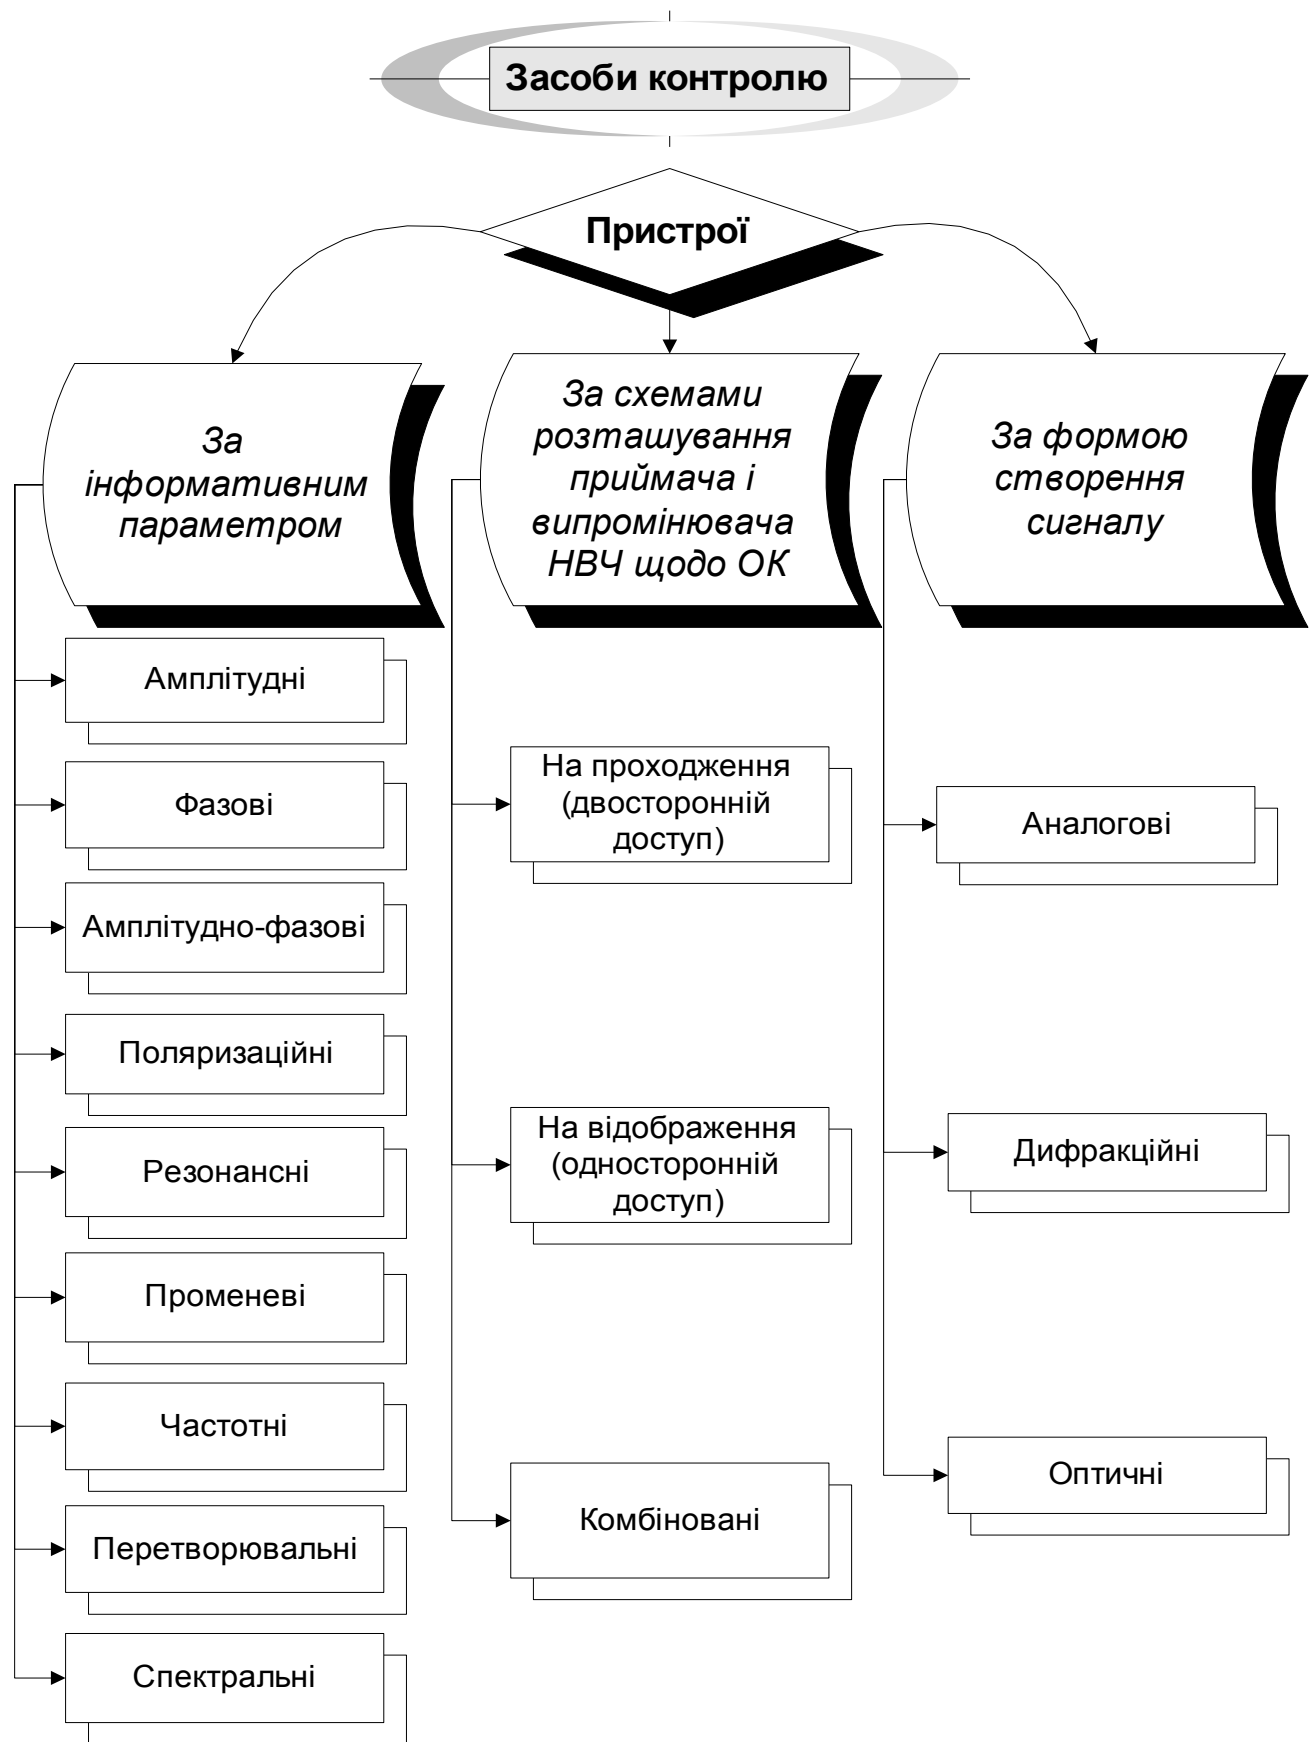 Засоби контролю
Пристрої
За
інформативним
параметром
Амплітудні
Фазові
Амплітудно-фазові
Поляризаційні
Резонансні
Променеві
Частотні
Перетворювальні
Спектральні
За схемами
розташування
приймача і
випромінювача
НВЧ щодо ОК
На проходження
(двосторонній
доступ)
На відображення
(односторонній
доступ)
Комбіновані
За формою
створення
сигналу
Аналогові
Дифракційні
Оптичні